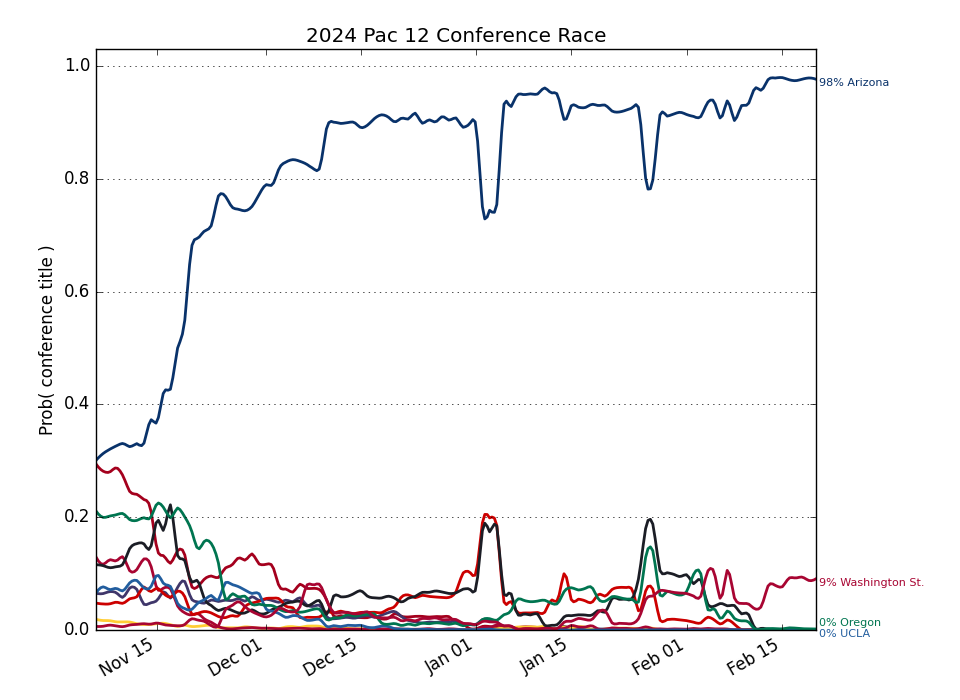 2024 Pac 12 Conference Race
Prob( conference title )
1.0
0.8
0.6
0.4
0.2
0.0
Nov 15
Dec 01
Dec 15
Jan 01
Jan 15
Feb 01
Feb 15
98% Arizona
9% Washington St.
0% Oregon
0% UCLA